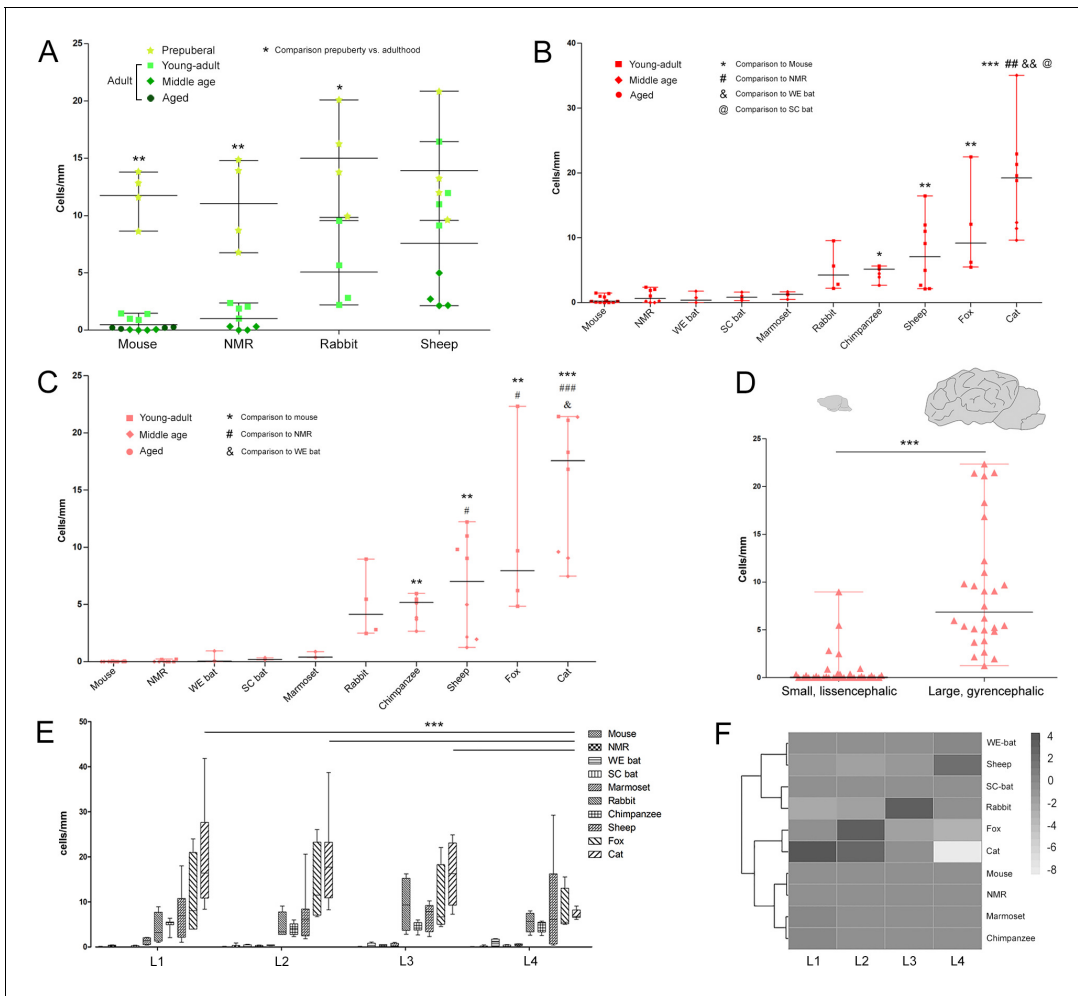 A
Prepuberal
Young-adult
Adult
Middle age
Aged
* Comparison prepuberty vs. adulthood
Cells/mm
25
20
15
10
5
0
**
**
*
Mouse
NMR
Rabbit
Sheep
B
Young-adult
Middle age
Aged
* Comparison to Mouse
# Comparison to NMR
& Comparison to WE bat
@ Comparison to SC bat
*** ## && @
**
**
*
Cells/mm
40
30
20
10
0
Mouse
NMR
WE bat
SC bat
Marmoset
Rabbit
Chimpanzee
Sheep
Fox
Cat
C
Young-adult
Middle age
Aged
* Comparison to mouse
# Comparison to NMR
& Comparison to WE bat
**
**
#
**
#
***
###
&
Cells/mm
25
20
15
10
5
0
Mouse
NMR
WE bat
SC bat
Marmoset
Rabbit
Chimpanzee
Sheep
Fox
Cat
D
***
Cells/mm
25
20
15
10
5
0
Small, lissencephalic
Large, gyrencephalic
E
***
cells/mm
50
40
30
20
10
0
L1
L2
L3
L4
Mouse
NMR
WE bat
SC bat
Marmoset
Rabbit
Chimpanzee
Sheep
Fox
Cat
F
WE-bat
Sheep
SC-bat
Rabbit
Fox
Cat
Mouse
NMR
Marmoset
Chimpanzee
L1
L2
L3
L4
4
2
0
-2
-4
-6
-8